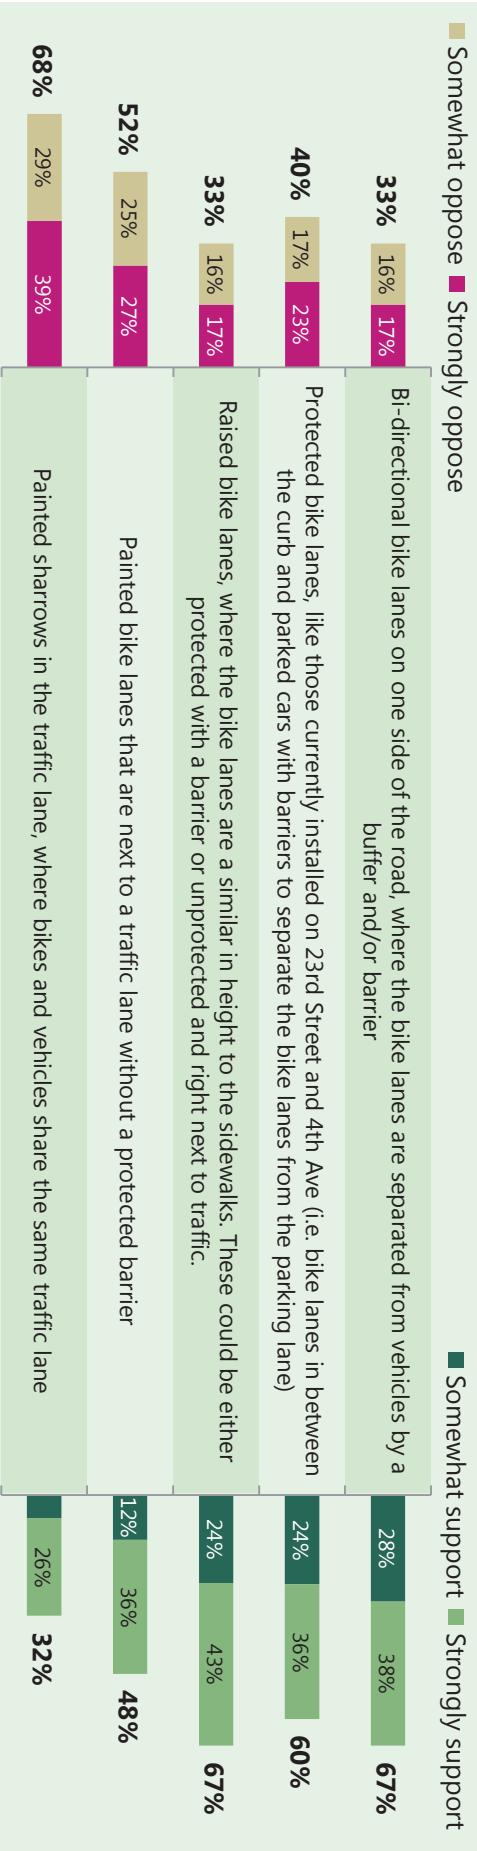 Somewhat oppose Strongly oppose Somewhat support Strongly support
33% 16% 17% Bi-directional bike lanes on one side of the road, where the bike lanes are separated from vehicles by a 28% 38% 67%
buffer and/or barrier
40% 17% 23% Protected bike lanes, like those currently installed on 23rd Street and 4th Ave (i.e. bike lanes in between 24% 36% 60%
the curb and parked cars with barriers to separate the bike lanes from the parking lane)
33% 16% 17% Raised bike lanes, where the bike lanes are a similar in height to the sidewalks. These could be either 24% 43% 67%
protected with a barrier or unprotected and right next to traffic.
52% 25% 27% Painted bike lanes that are next to a traffic lane without a protected barrier 12% 36% 48%
68% 29% 39% Painted sharrows in the traffic lane, where bikes and vehicles share the same traffic lane 26% 32%